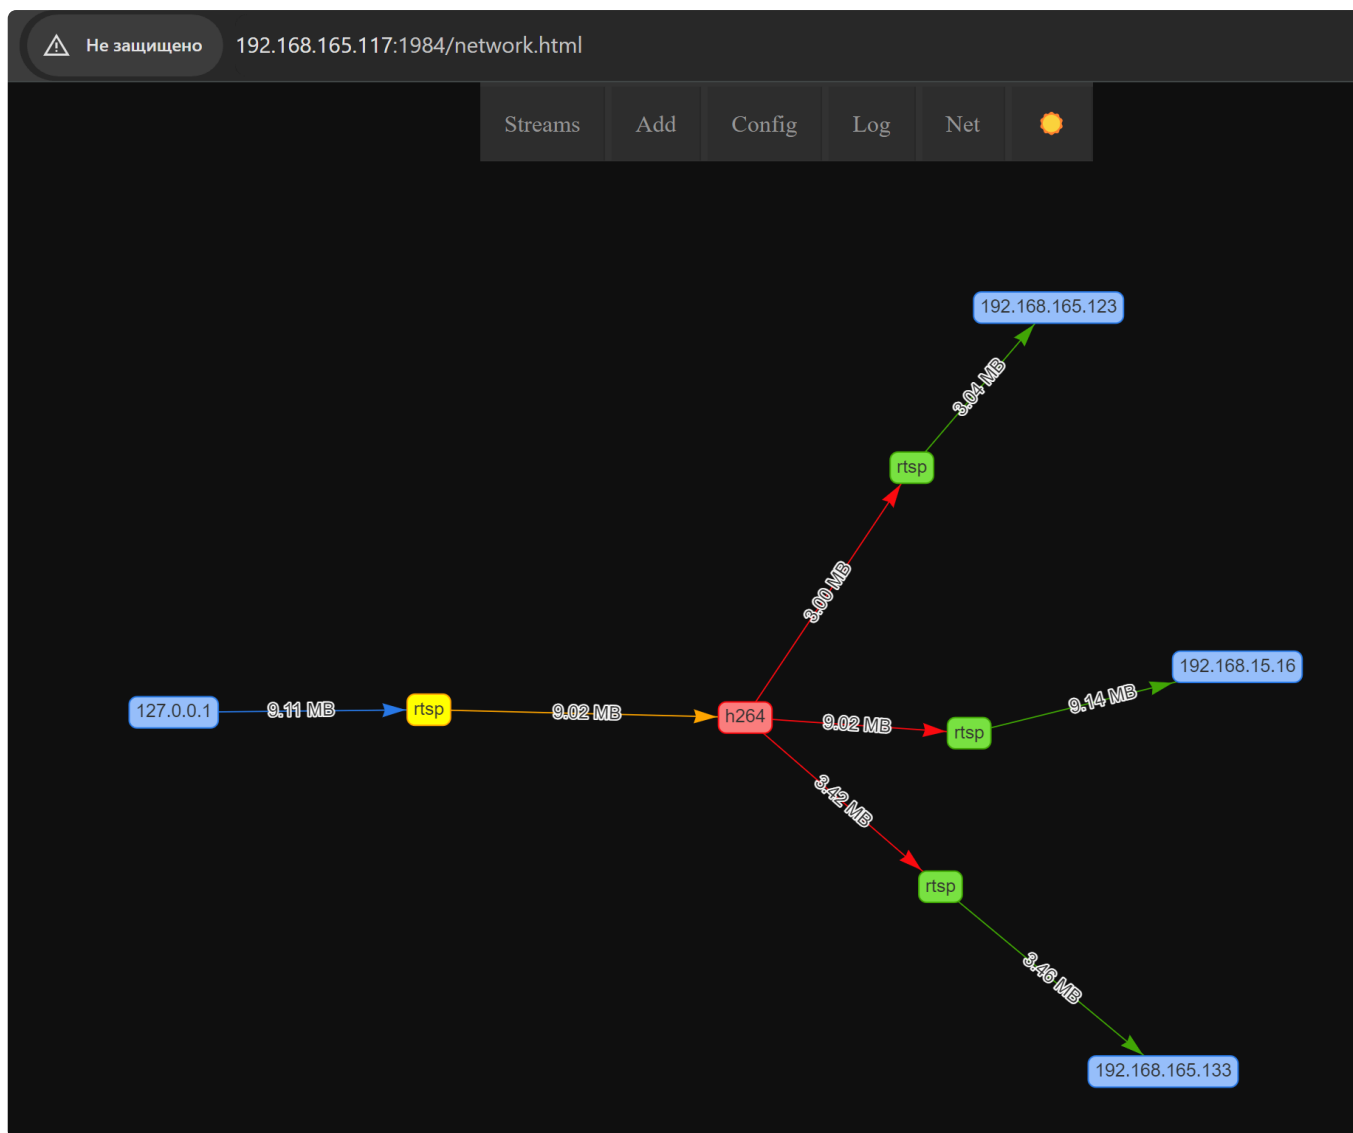 Не защищено 192.168.165.117:1984/network.html
Streams Add Config Log Net
192.168.165.123
3.04 MB
rtsp
3.00 MB
192.168.15.16
9.14 MB
127.0.0.1 9.11 MB rtsp 9.02 MB h264 9.02 MB rtsp
3.42 MB
rtsp
3.46 MB
192.168.165.133